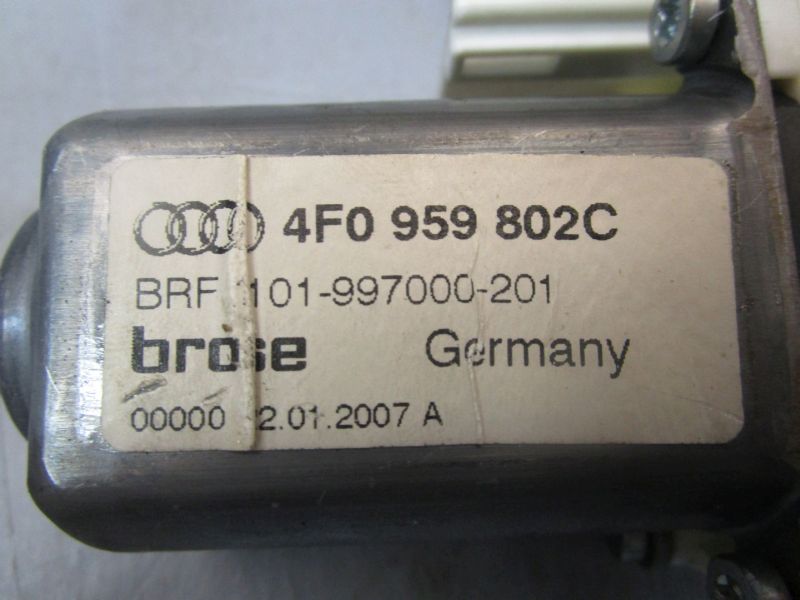 4F0 959 802C
BRF 101-997000-201
brose Germany
00000 2.01.2007 A